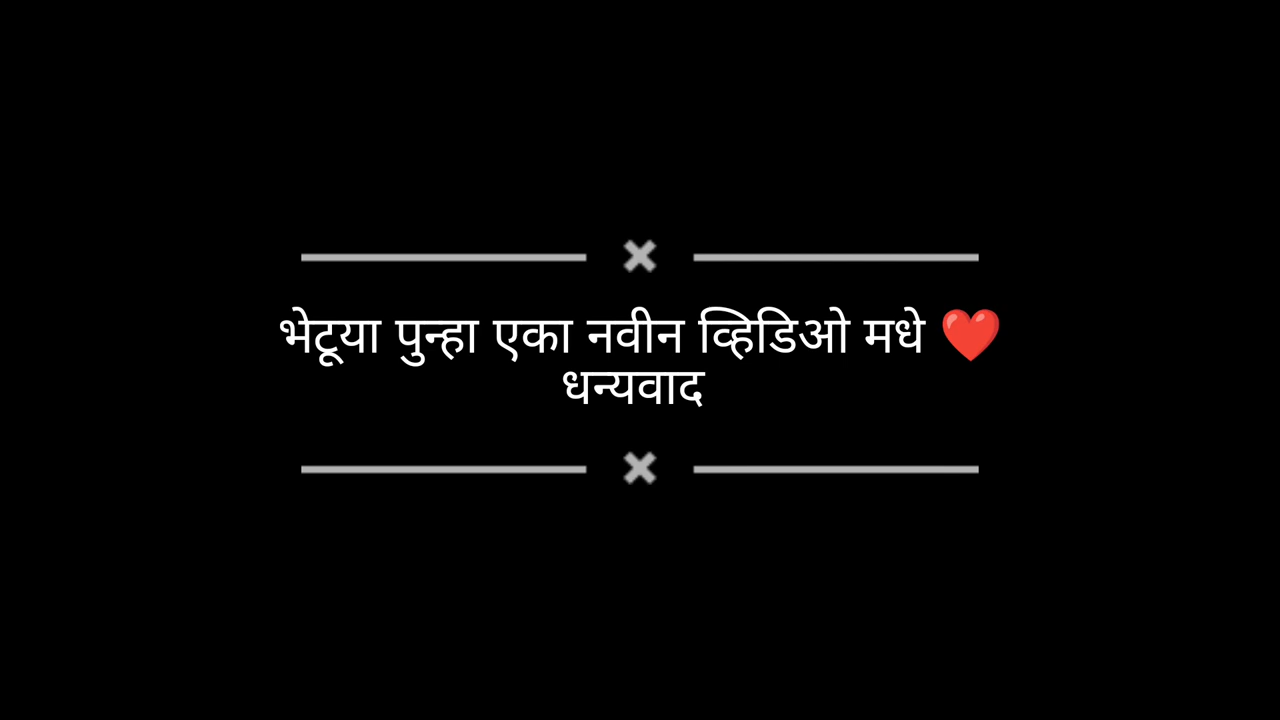 भेटूया पुन्हा एका नवीन व्हिडिओ मधे ❤️
धन्यवाद